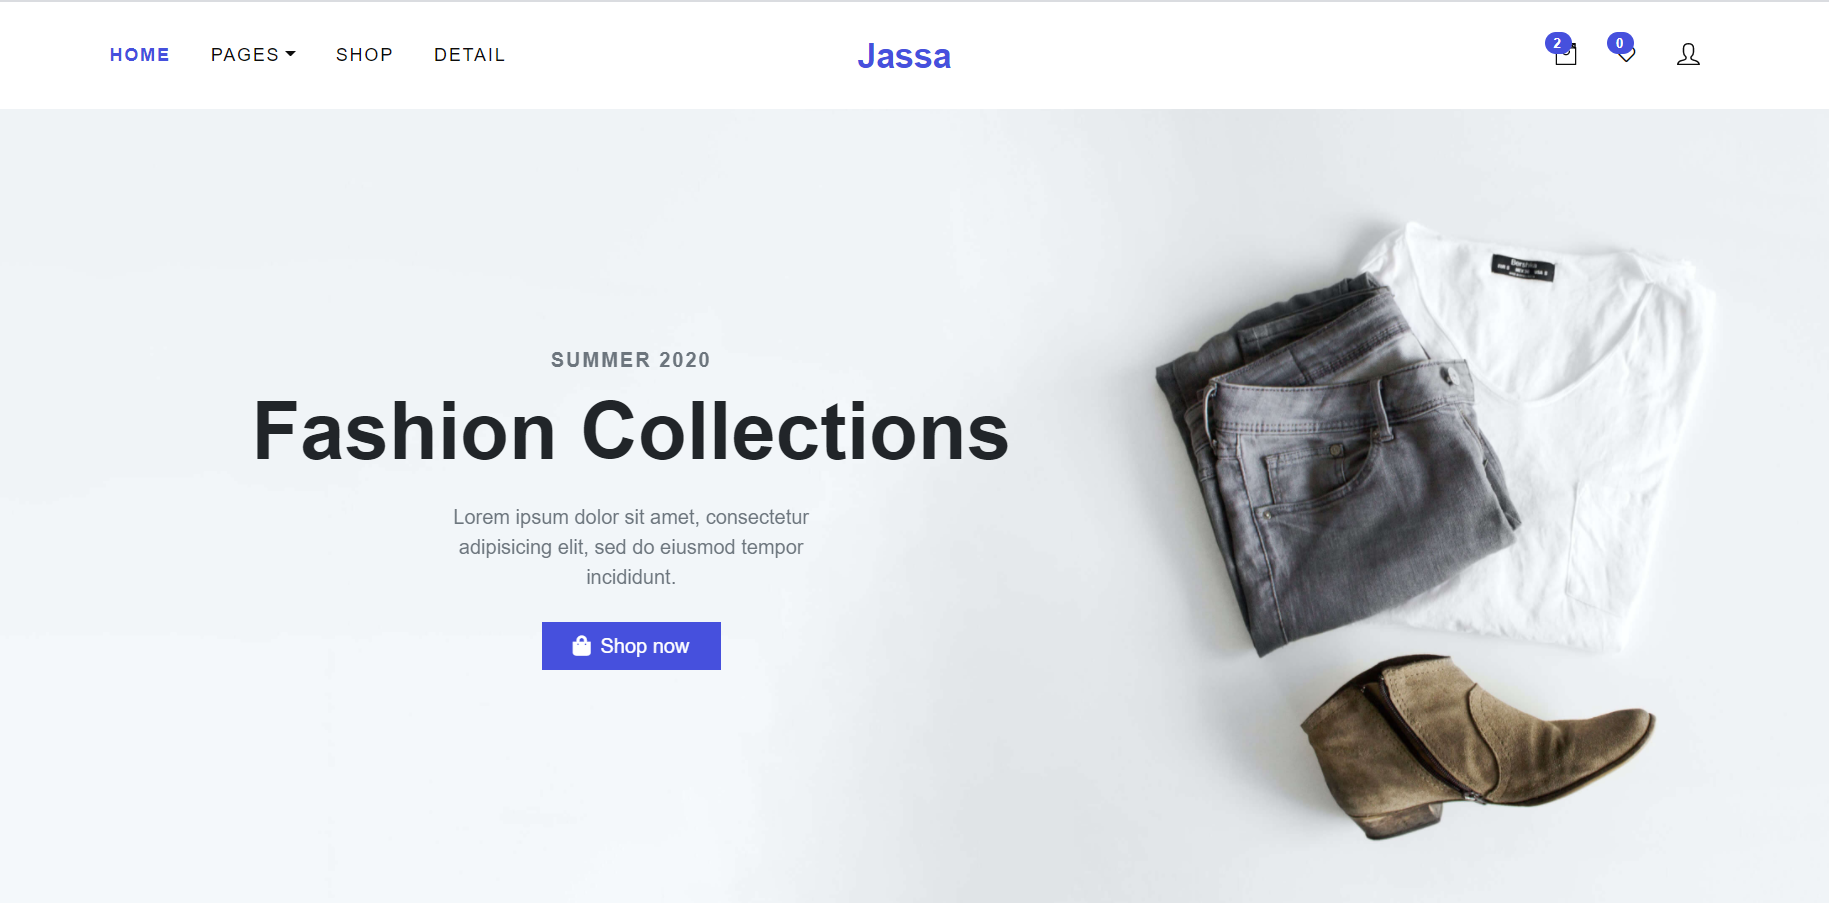 HOME PAGES SHOP DETAIL Jassa 2 0
Bershka
SUMMER 2020
Fashion Collections
Lorem ipsum dolor sit amet, consectetur
adipisicing elit, sed do eiusmod tempor
incididunt.
Shop now